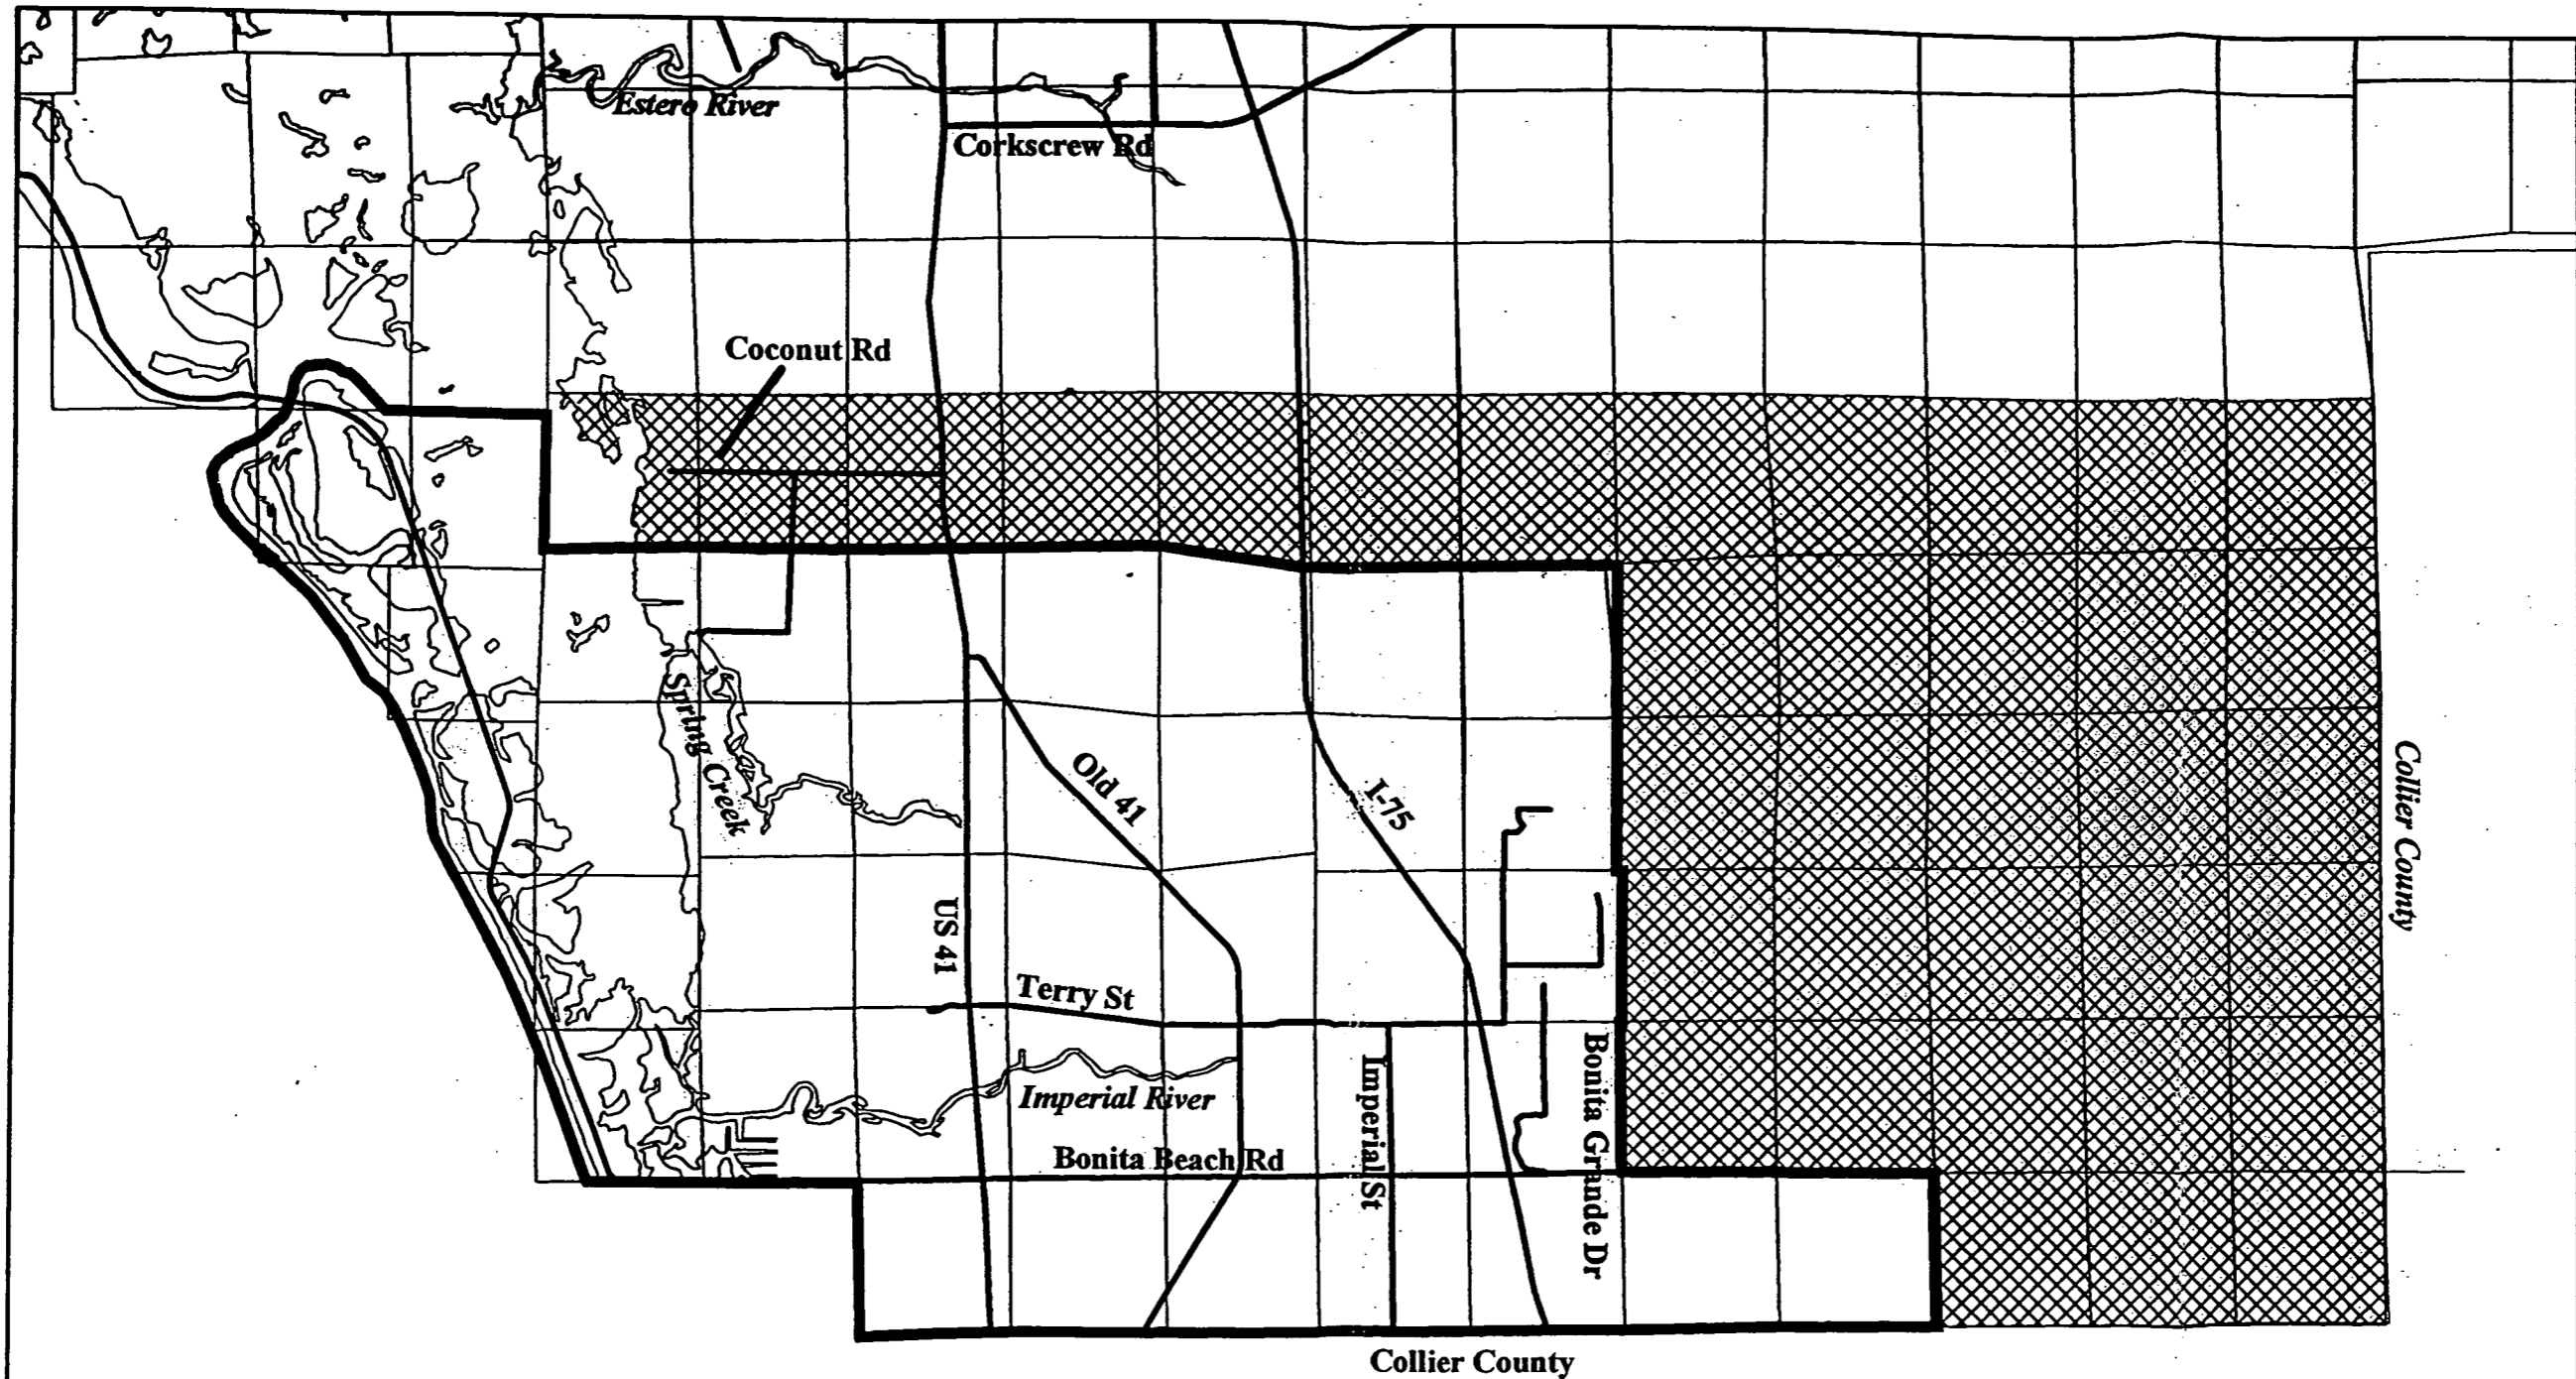 Estero River
Corkscrew Rd
Coconut Rd
Spring Creek
Old 41
I-75
Collier County
US 41
Terry St
Imperial River
Imperial St
Bonita Grande Dr
Bonita Beach Rd
Collier County